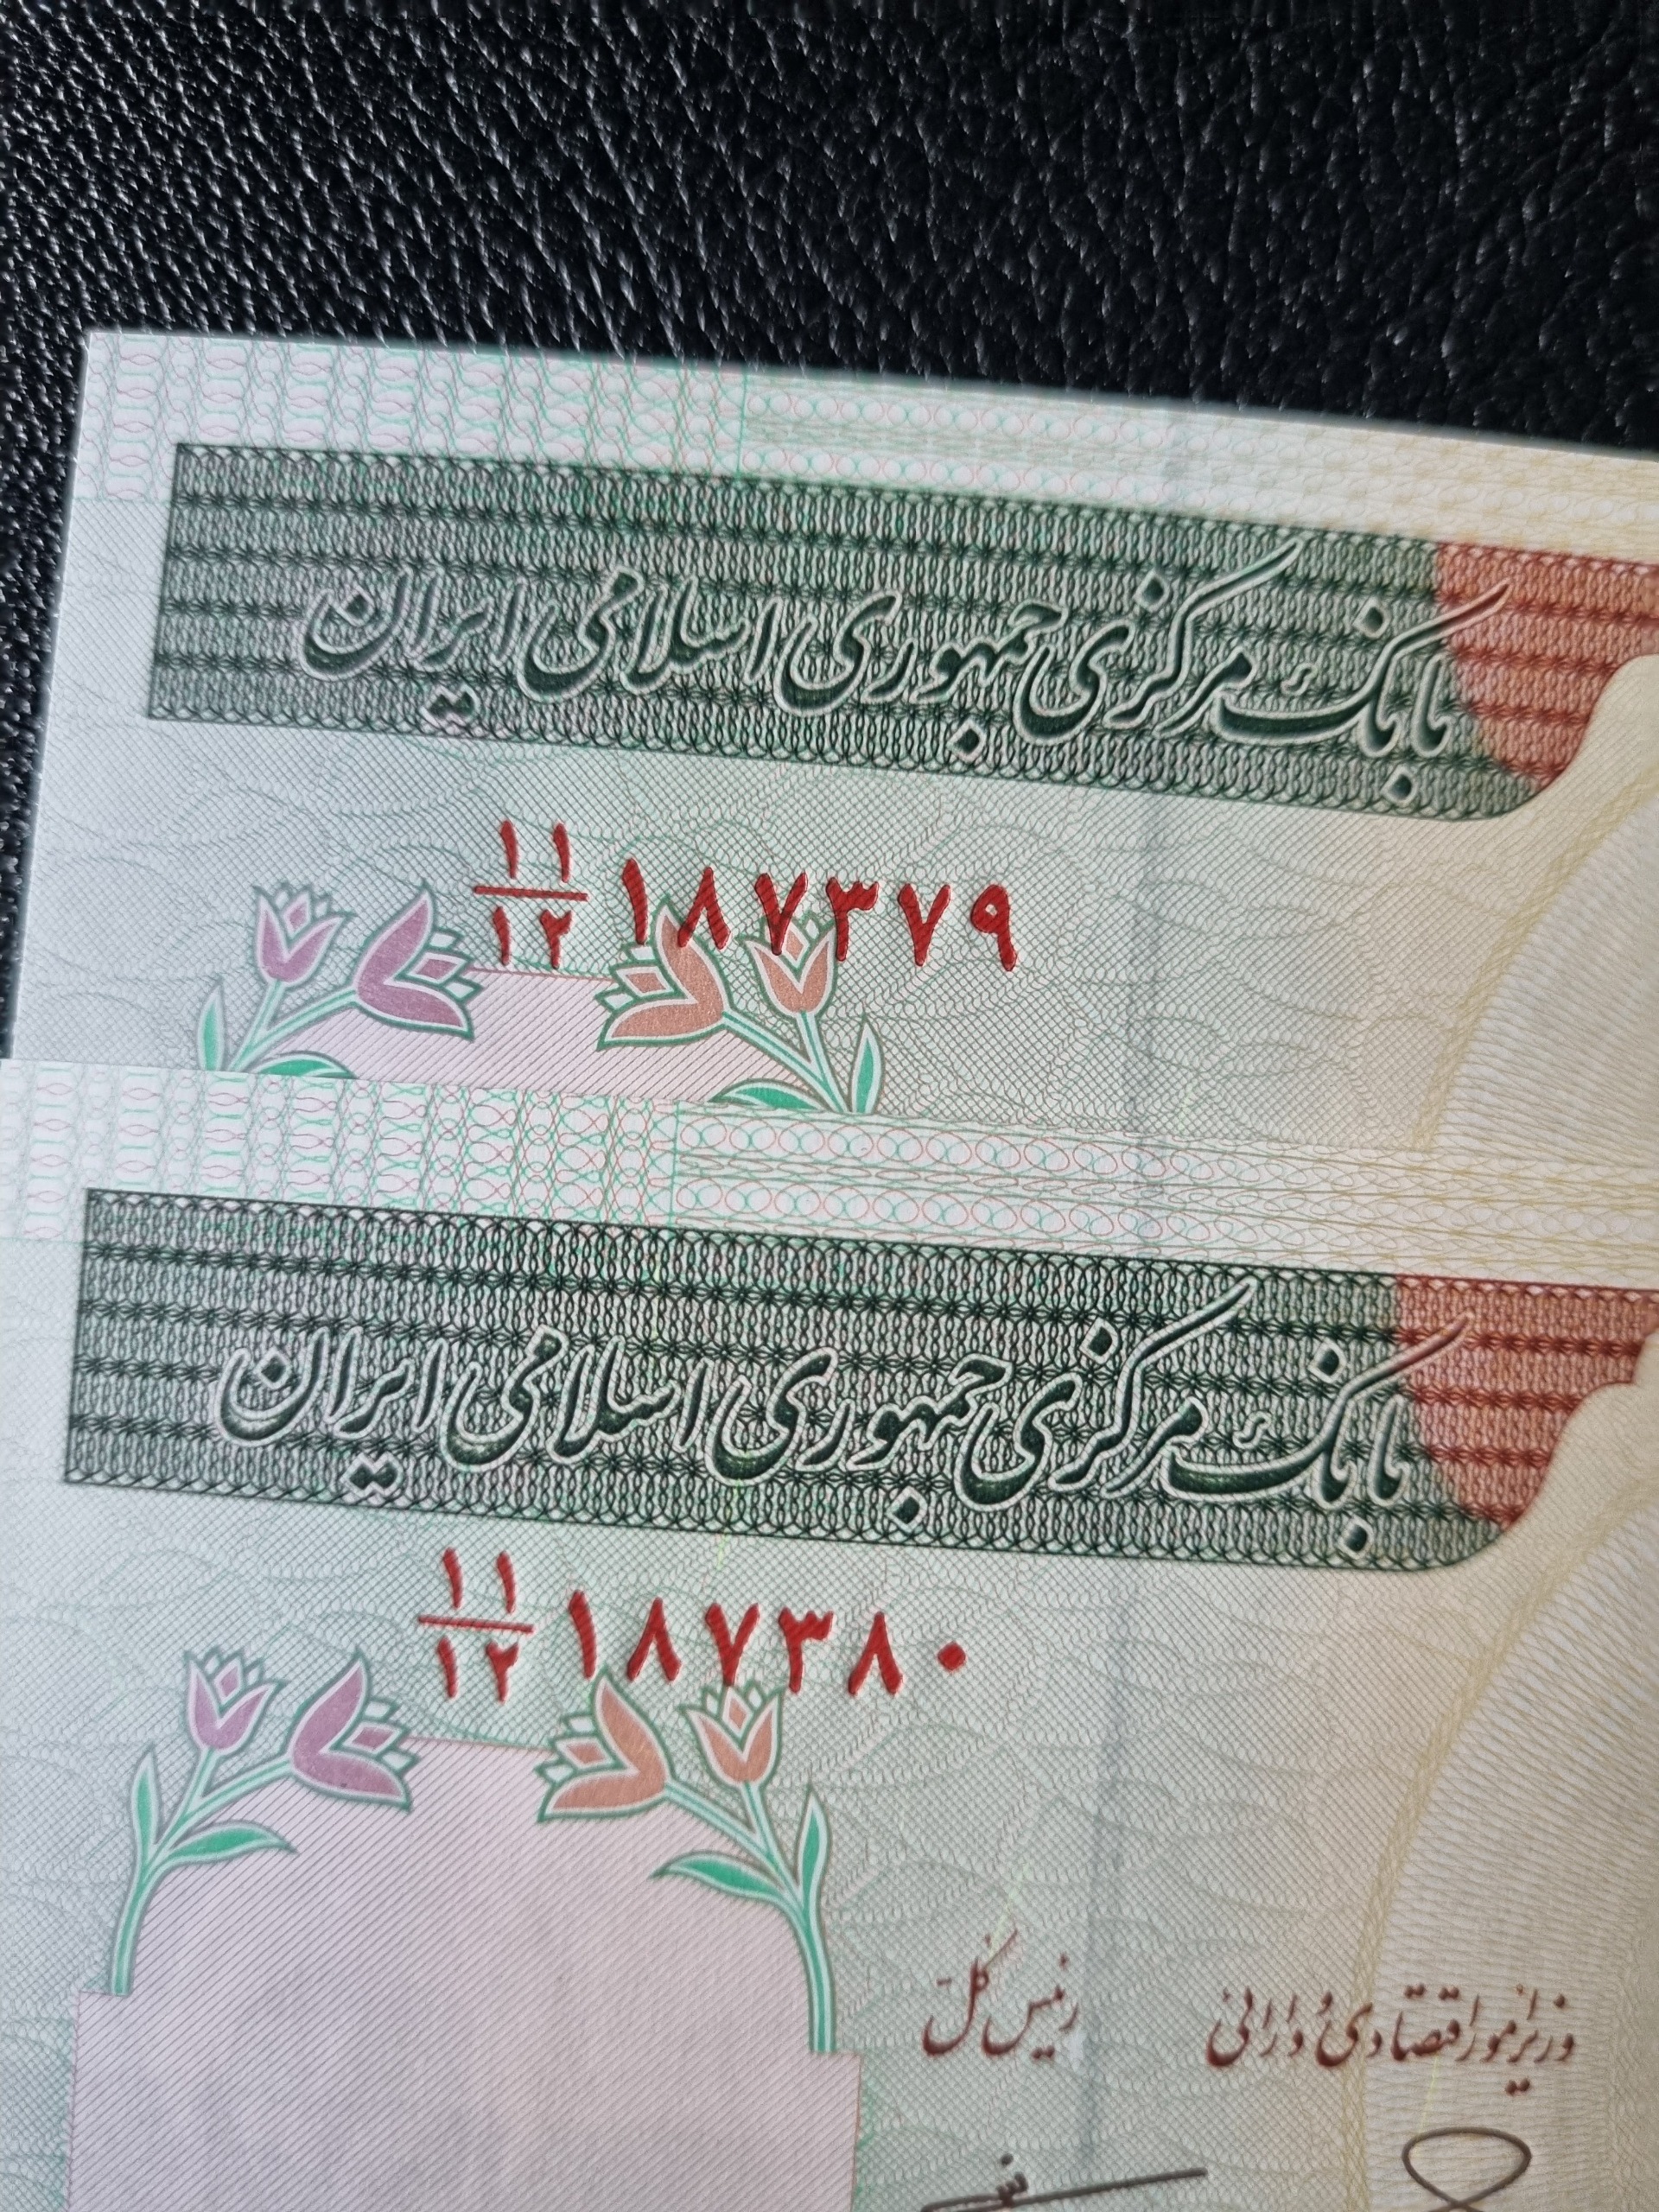 بانک مرکزی جمهوری اسلامی ایران
۱۱/۱۲ ۱۸۷۳۷۹
بانک مرکزی جمهوری اسلامی ایران
۱۱/۱۲ ۱۸۷۳۸۰
وزیر امور اقتصادی و دارائی رئیس کل